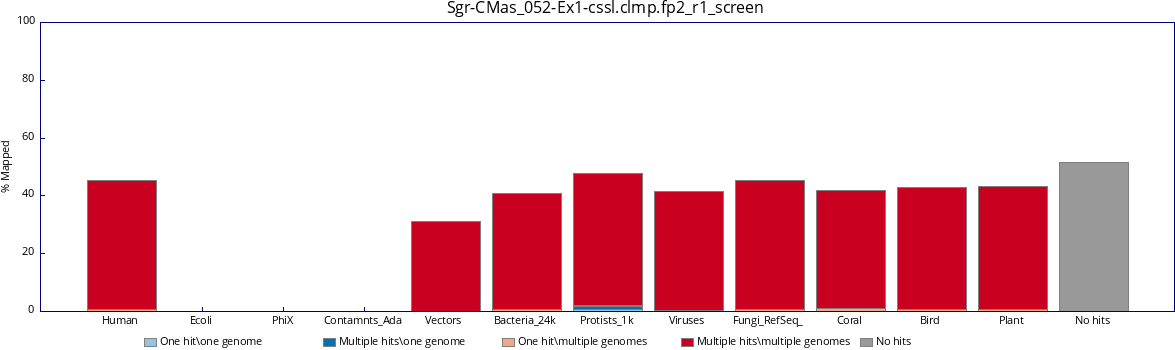 Sgr-CMas_052-Ex1-cssl.clmp.fp2_r1_screen
100
80
60
40
20
0
% Mapped
Human Ecoli PhiX Contamnts_Ada Vectors Bacteria_24k Protists_1k Viruses Fungi_RefSeq_ Coral Bird Plant No hits
One hit\one genome Multiple hits\one genome One hit\multiple genomes Multiple hits\multiple genomes No hits